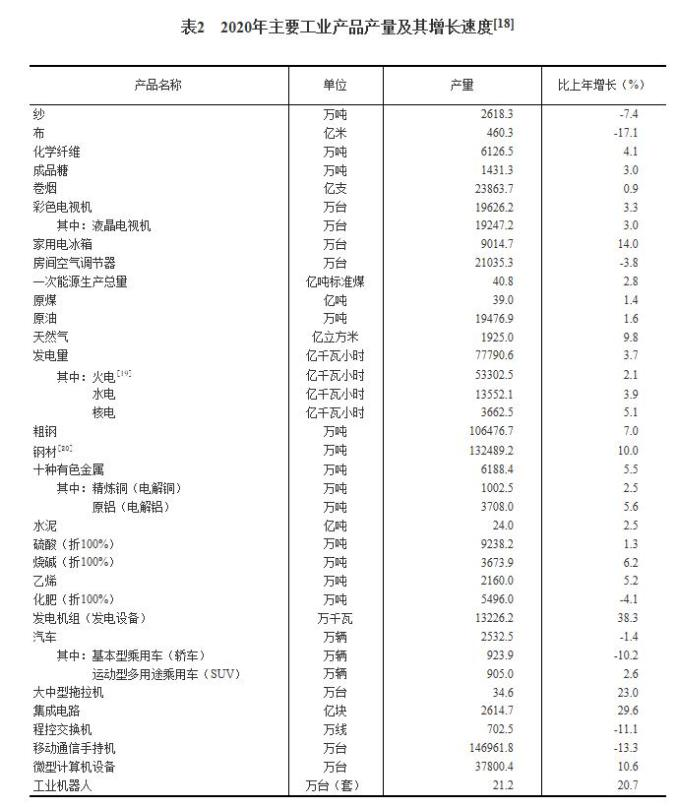 表2 2020年主要工业产品产量及其增长速度[18]
产品名称 单位 产量 比上年增长（%）
纱 万吨 2618.3 -7.4
布 亿米 460.3 -17.1
化学纤维 万吨 6126.5 4.1
成品糖 万吨 1431.3 3.0
卷烟 亿支 23863.7 0.9
彩色电视机 万台 19626.2 3.3
其中：液晶电视机 万台 19247.2 3.0
家用电冰箱 万台 9014.7 14.0
房间空气调节器 万台 21035.3 -3.8
一次能源生产总量 亿吨标准煤 40.8 2.8
原煤 亿吨 39.0 1.4
原油 万吨 19476.9 1.6
天然气 亿立方米 1925.0 9.8
发电量 亿千瓦小时 77790.6 3.7
其中：火电[19] 亿千瓦小时 53302.5 2.1
水电 亿千瓦小时 13552.1 3.9
核电 亿千瓦小时 3662.5 5.1
粗钢 万吨 106476.7 7.0
钢材[20] 万吨 132489.2 10.0
十种有色金属 万吨 6188.4 5.5
其中：精炼铜（电解铜） 万吨 1002.5 2.5
原铝（电解铝） 万吨 3708.0 5.6
水泥 亿吨 24.0 2.5
硫酸（折100%） 万吨 9238.2 1.3
烧碱（折100%） 万吨 3673.9 6.2
乙烯 万吨 2160.0 5.2
化肥（折100%） 万吨 5496.0 -4.1
发电机组（发电设备） 万千瓦 13226.2 38.3
汽车 万辆 2532.5 -1.4
其中：基本型乘用车（轿车） 万辆 923.9 -10.2
运动型多用途乘用车（SUV） 万辆 905.0 2.6
大中型拖拉机 万台 34.6 23.0
集成电路 亿块 2614.7 29.6
程控交换机 万线 702.5 -11.1
移动通信手持机 万台 146961.8 -13.3
微型计算机设备 万台 37800.4 10.6
工业机器人 万台（套） 21.2 20.7